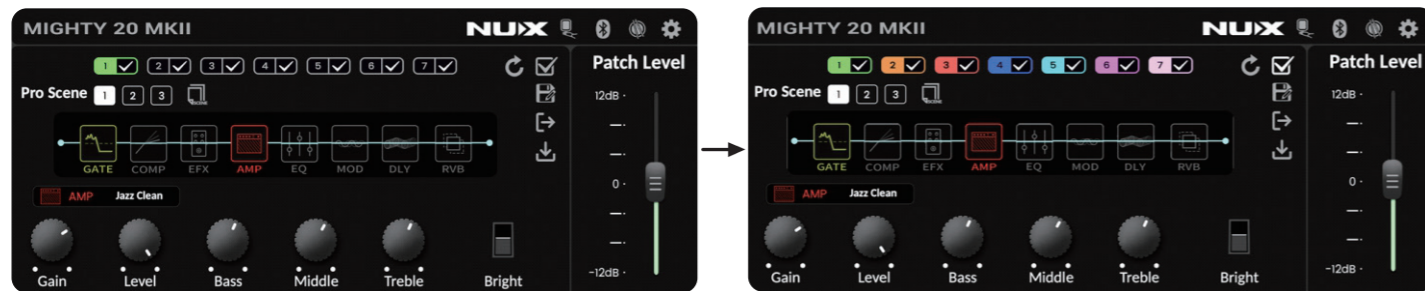 MIGHTY 20 MKII NUX
1 2 3 4 5 6 7 Patch Level
Pro Scene 1 2 3 SCENE 12dB
GATE COMP EFX AMP EQ MOD DLY RVB
0
AMP Jazz Clean
-12dB
Gain Level Bass Middle Treble Bright
MIGHTY 20 MKII NUX
1 2 3 4 5 6 7 Patch Level
Pro Scene 1 2 3 SCENE 12dB
GATE COMP EFX AMP EQ MOD DLY RVB
0
AMP Jazz Clean
-12dB
Gain Level Bass Middle Treble Bright